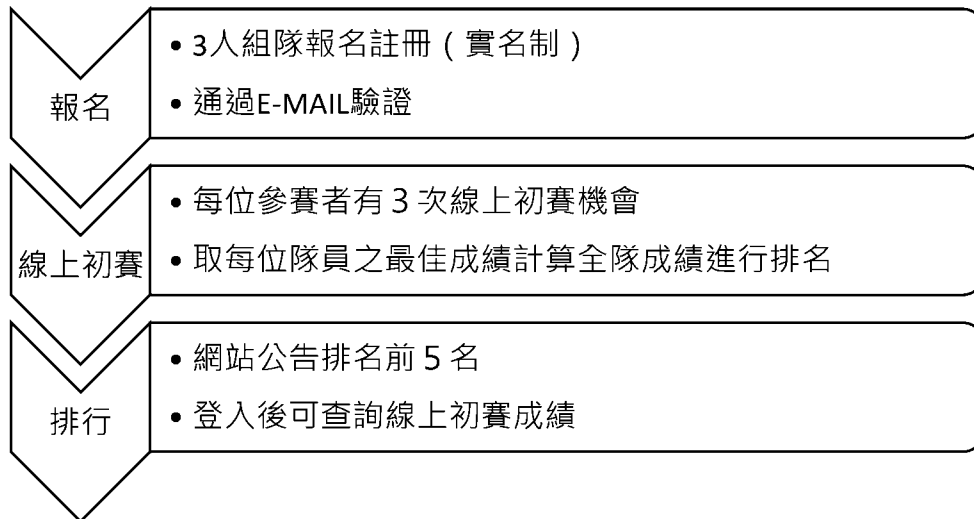 報名
• 3人組隊報名註冊（實名制）
• 通過E-MAIL驗證
線上初賽
• 每位參賽者有 3 次線上初賽機會
• 取每位隊員之最佳成績計算全隊成績進行排名
排行
• 網站公告排名前 5 名
• 登入後可查詢線上初賽成績